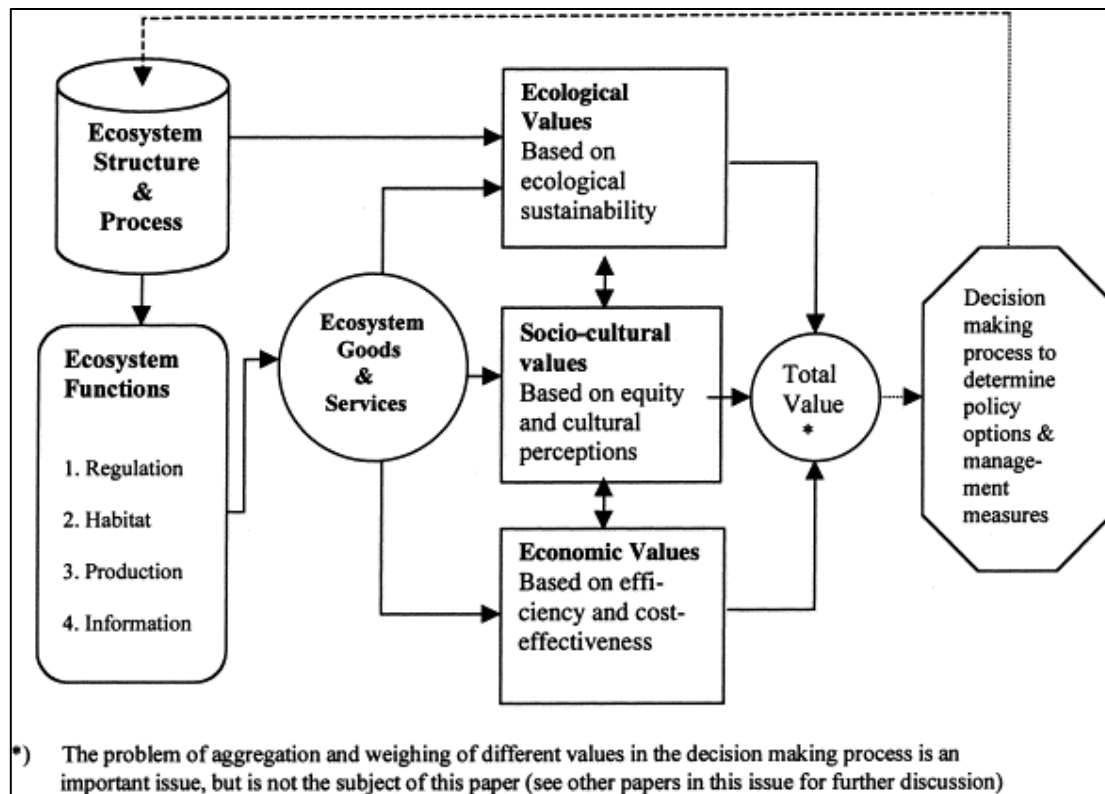 Ecosystem
Structure
&
Process
Ecosystem
Functions
1. Regulation
2. Habitat
3. Production
4. Information
Ecosystem
Goods
&
Services
Ecological
Values
Based on
ecological
sustainability
Socio-cultural
values
Based on equity
and cultural
perceptions
Economic Values
Based on effi-
ciency and cost-
effectiveness
Total
Value
*
Decision
making
process to
determine
policy
options &
manage-
ment
measures
*) The problem of aggregation and weighing of different values in the decision making process is an
important issue, but is not the subject of this paper (see other papers in this issue for further discussion)